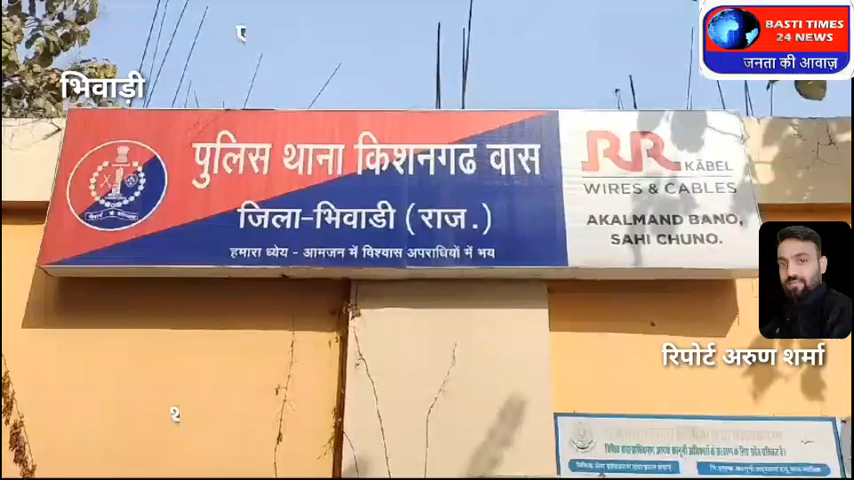 BASTI TIMES
24 NEWS
जनता की आवाज़
ए
भिवाड़ी
पुलिस थाना किशनगढ वास
जिला-भिवाड़ी (राज.)
हमारा ध्येय - आमजन में विश्वास अपराधियों में भय
RR
KABEL
WIRES & CABLES
AKALMAND BANO,
SAHI CHUNO.
रिपोर्ट अरुण शर्मा
२